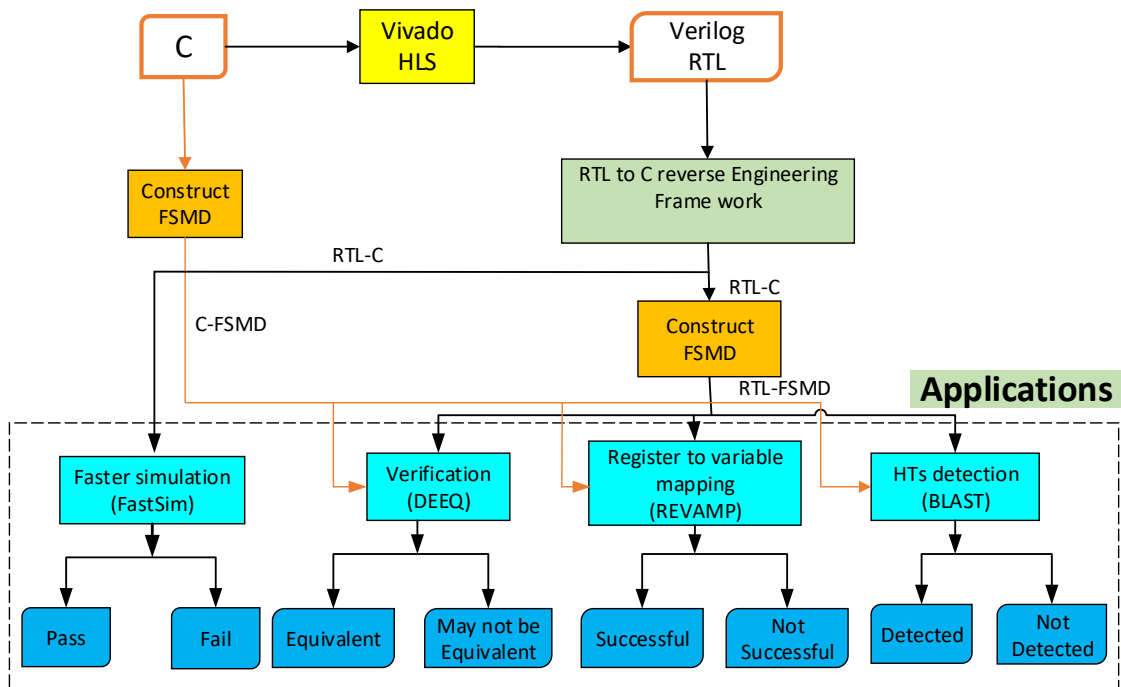 C
Vivado
HLS
Verilog
RTL
Construct
FSMD
RTL to C reverse Engineering
Frame work
RTL-C
RTL-C
C-FSMD
Construct
FSMD
RTL-FSMD
Applications
Faster simulation
(FastSim)
Verification
(DEEQ)
Register to variable
mapping
(REVAMP)
HTs detection
(BLAST)
Pass
Fail
Equivalent
May not be
Equivalent
Successful
Not
Successful
Detected
Not
Detected